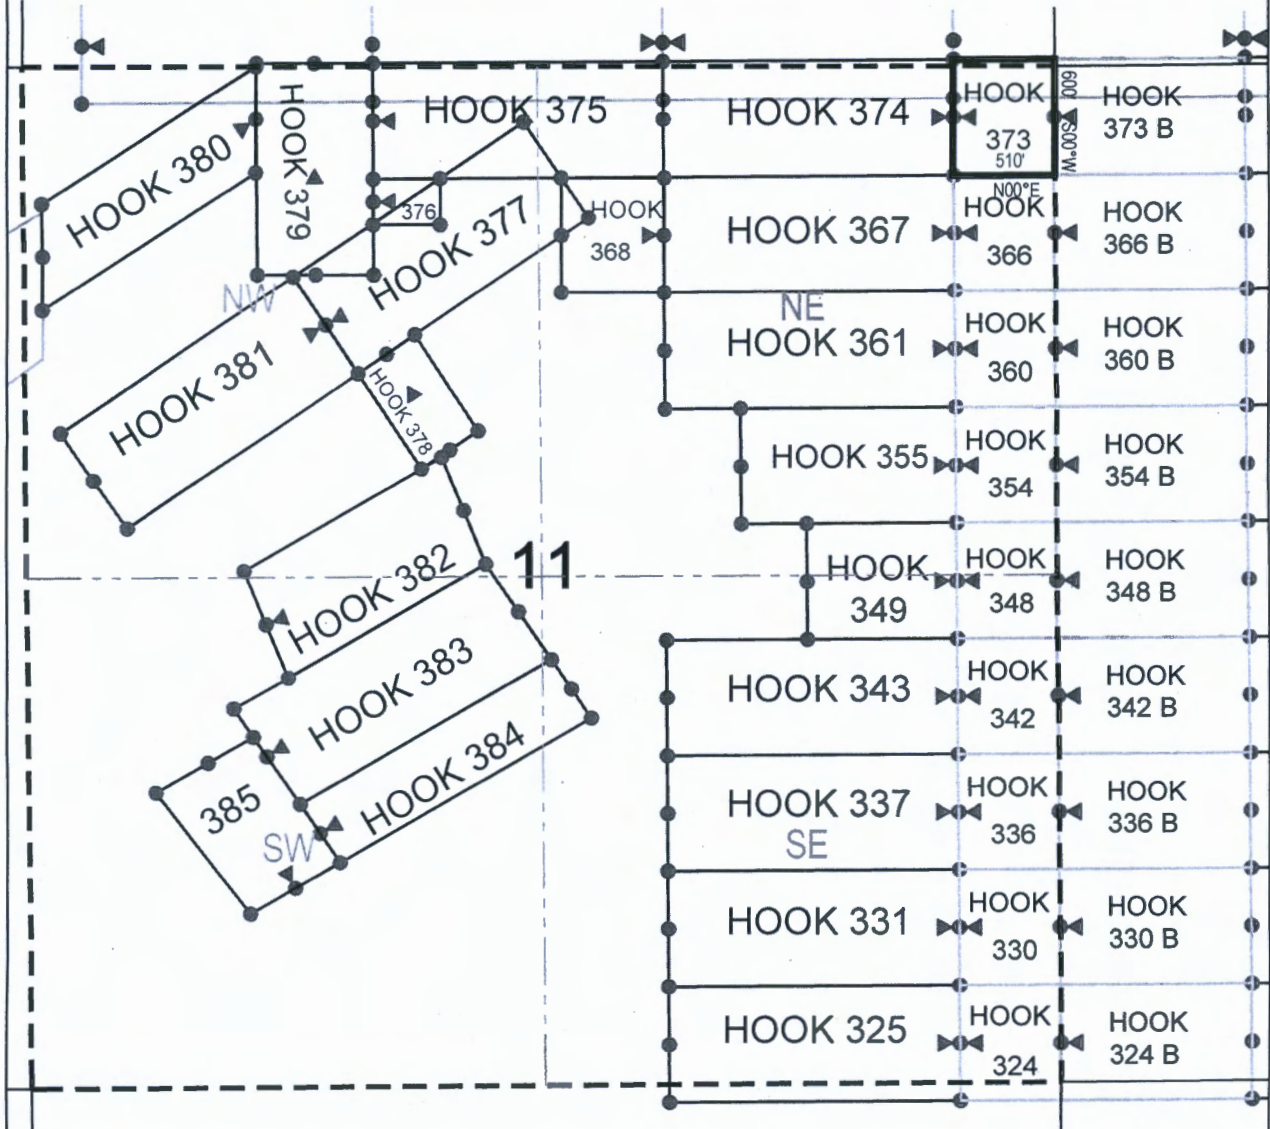 HOOK 375
HOOK 374
HOOK
373
510'
600'
S00°W
N00°E
HOOK
373 B
HOOK 380
HOOK 379
376
HOOK 377
HOOK
368
HOOK 367
HOOK
366
HOOK
366 B
NW
NE
HOOK 381
HOOK 378
HOOK 361
HOOK
360
HOOK
360 B
HOOK 355
HOOK
354
HOOK
354 B
HOOK 382
11
HOOK
349
HOOK
348
HOOK
348 B
HOOK 383
HOOK 343
HOOK
342
HOOK
342 B
HOOK 384
385
SW
HOOK 337
SE
HOOK
336
HOOK
336 B
HOOK 331
HOOK
330
HOOK
330 B
HOOK 325
HOOK
324
HOOK
324 B